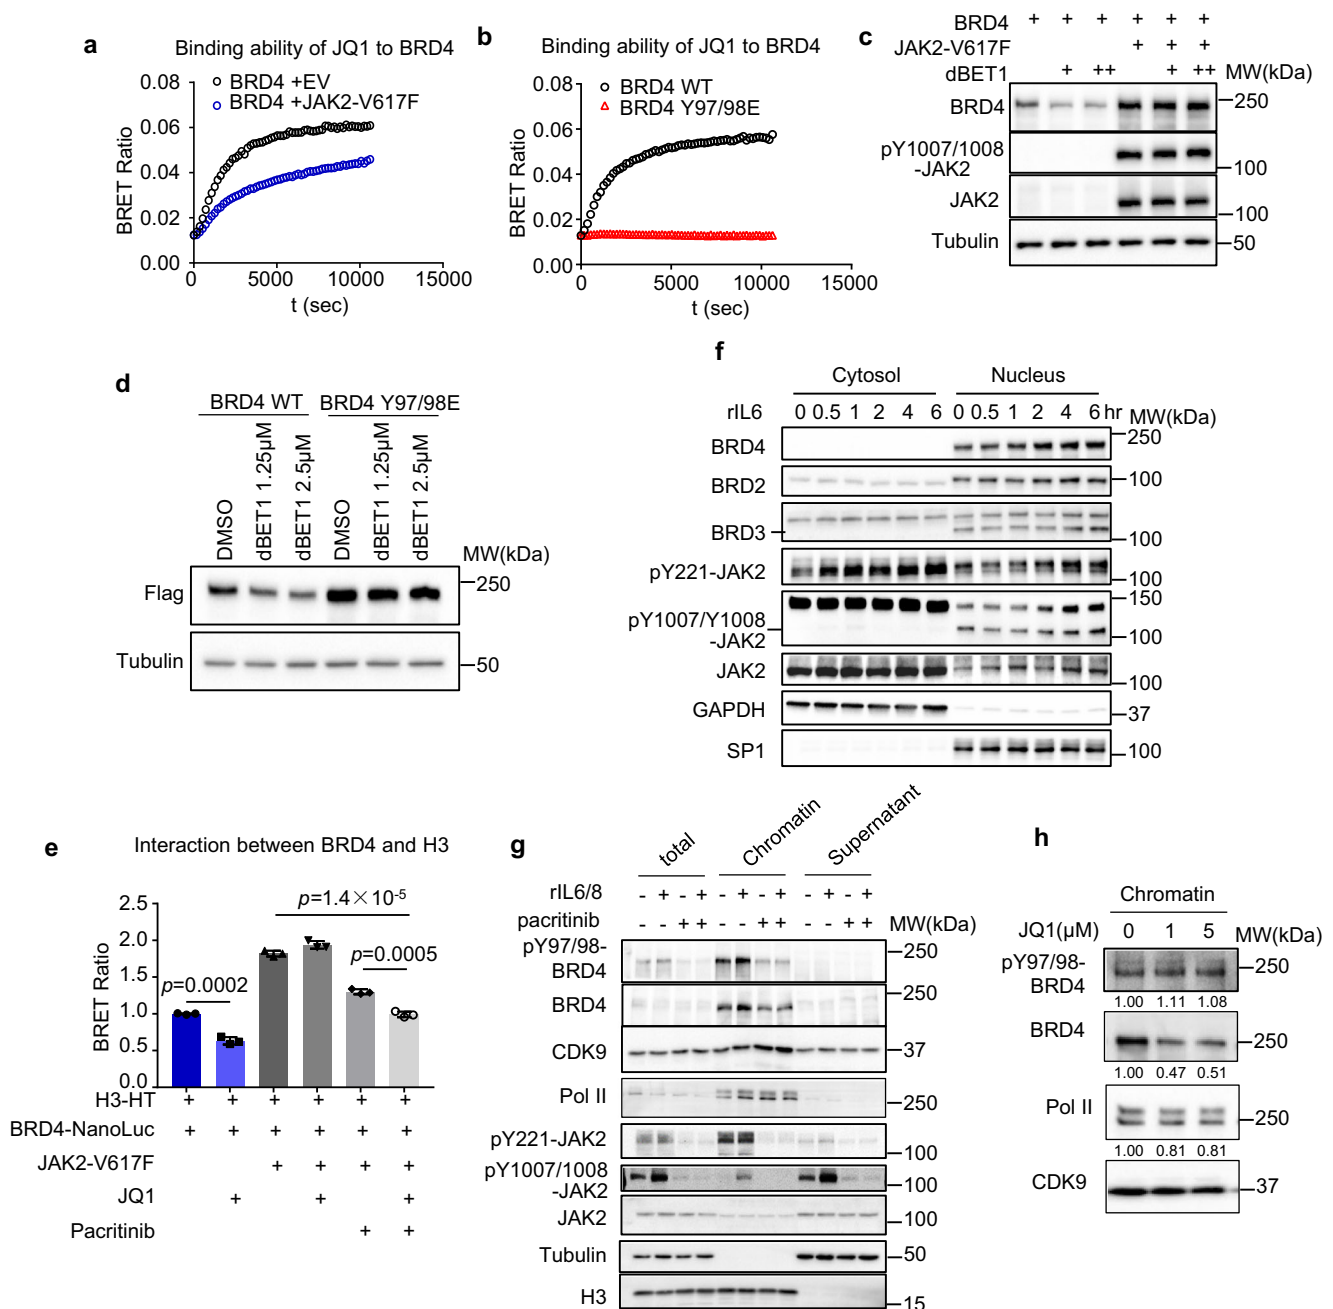 a
Binding ability of JQ1 to BRD4
BRD4 +EV
BRD4 +JAK2-V617F
BRET Ratio
0.08
0.06
0.04
0.02
0.00
0 5000 10000 15000
t (sec)
b
Binding ability of JQ1 to BRD4
BRD4 WT
BRD4 Y97/98E
BRET Ratio
0.08
0.06
0.04
0.02
0.00
0 5000 10000 15000
t (sec)
c
BRD4 + + + + + +
JAK2-V617F + + +
dBET1 + ++ + ++ MW(kDa)
BRD4 250
pY1007/1008
-JAK2 100
JAK2 100
Tubulin 50
d
BRD4 WT BRD4 Y97/98E
DMSO
dBET1 1.25µM
dBET1 2.5µM
DMSO
dBET1 1.25µM
dBET1 2.5µM
MW(kDa)
Flag 250
Tubulin 50
f
Cytosol Nucleus
rIL6 0 0.5 1 2 4 6 0 0.5 1 2 4 6 hr MW(kDa)
BRD4 250
BRD2 100
BRD3 100
pY221-JAK2 100
150
pY1007/Y1008
-JAK2 100
JAK2 100
GAPDH 37
SP1 100
e
Interaction between BRD4 and H3
BRET Ratio
2.5
2.0
1.5
1.0
0.5
0.0
p=0.0002
p=1.4×10-5
p=0.0005
H3-HT + + + + + +
BRD4-NanoLuc + + + + + +
JAK2-V617F + + + +
JQ1 + + +
Pacritinib + +
g
total Chromatin Supernatant
rIL6/8 - + - + - + - + - + - +
pacritinib - - + + - - + + - - + + MW(kDa)
pY97/98-
BRD4 250
BRD4 250
CDK9 37
Pol II 250
pY221-JAK2 100
pY1007/1008
-JAK2 100
JAK2 100
Tubulin 50
H3 15
h
Chromatin
JQ1(µM) 0 1 5 MW(kDa)
pY97/98-
BRD4 250
1.00 1.11 1.08
BRD4 250
1.00 0.47 0.51
Pol II 250
1.00 0.81 0.81
CDK9 37